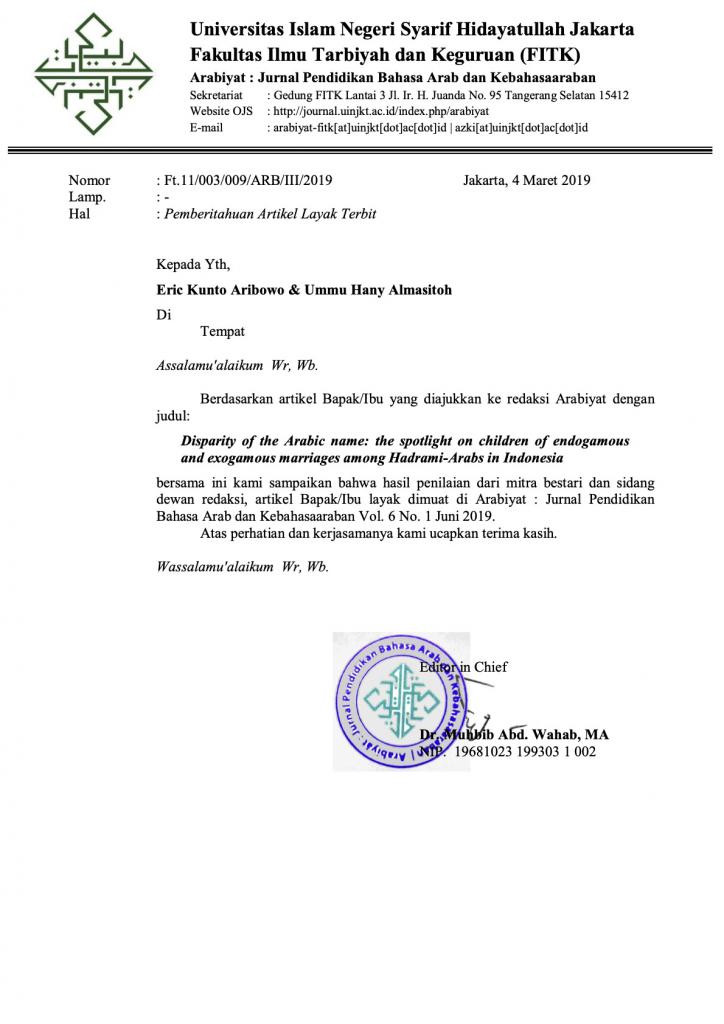 Universitas Islam Negeri Syarif Hidayatullah Jakarta
Fakultas Ilmu Tarbiyah dan Keguruan (FITK)
Arabiyat : Jurnal Pendidikan Bahasa Arab dan Kebahasaaraban
Sekretariat : Gedung FITK Lantai 3 Jl. Ir. H. Juanda No. 95 Tangerang Selatan 15412
Website OJS : http://journal.uinjkt.ac.id/index.php/arabiyat
E-mail : arabiyat-fitk[at]uinjkt[dot]ac[dot]id | azki[at]uinjkt[dot]ac[dot]id
Nomor : Ft.11/003/009/ARB/III/2019 Jakarta, 4 Maret 2019
Lamp. : -
Hal : Pemberitahuan Artikel Layak Terbit
Kepada Yth,
Eric Kunto Aribowo & Ummu Hany Almasitoh
Di
Tempat
Assalamu'alaikum Wr, Wb.
Berdasarkan artikel Bapak/Ibu yang diajukkan ke redaksi Arabiyat dengan
judul:
Disparity of the Arabic name: the spotlight on children of endogamous
and exogamous marriages among Hadrami-Arabs in Indonesia
bersama ini kami sampaikan bahwa hasil penilaian dari mitra bestari dan sidang
dewan redaksi, artikel Bapak/Ibu layak dimuat di Arabiyat : Jurnal Pendidikan
Bahasa Arab dan Kebahasaaraban Vol. 6 No. 1 Juni 2019.
Atas perhatian dan kerjasamanya kami ucapkan terima kasih.
Wassalamu'alaikum Wr, Wb.
Arabiyat : Jurnal Pendidikan Bahasa Arab dan Kebahasaaraban |
Editor in Chief
Dr. Muhbib Abd. Wahab, MA
NIP. 19681023 199303 1 002